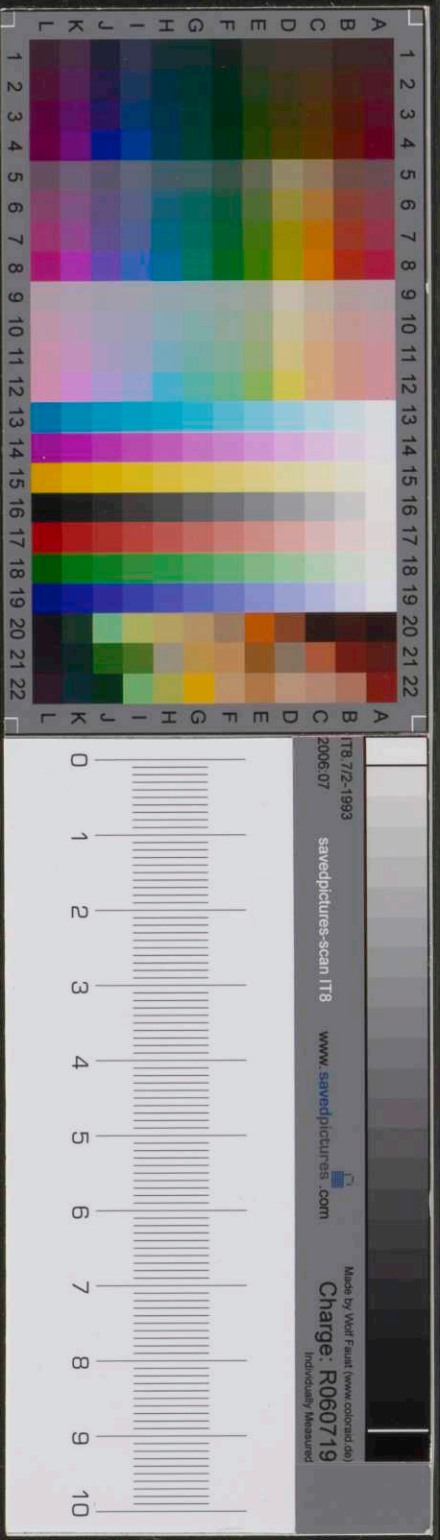 L K J I H G F E D C B A
1 2 3 4 5 6 7 8 9 10 11 12 13 14 15 16 17 18 19 20 21 22
1 2 3 4 5 6 7 8 9 10 11 12 13 14 15 16 17 18 19 20 21 22
L K J I H G F E D C B A
IT8.7/2-1993
2006:07
savedpictures-scan IT8
www.savedpictures.com
Made by Wolf Faust (www.coloraid.de)
Charge: R060719
Individually Measured
0 1 2 3 4 5 6 7 8 9 10